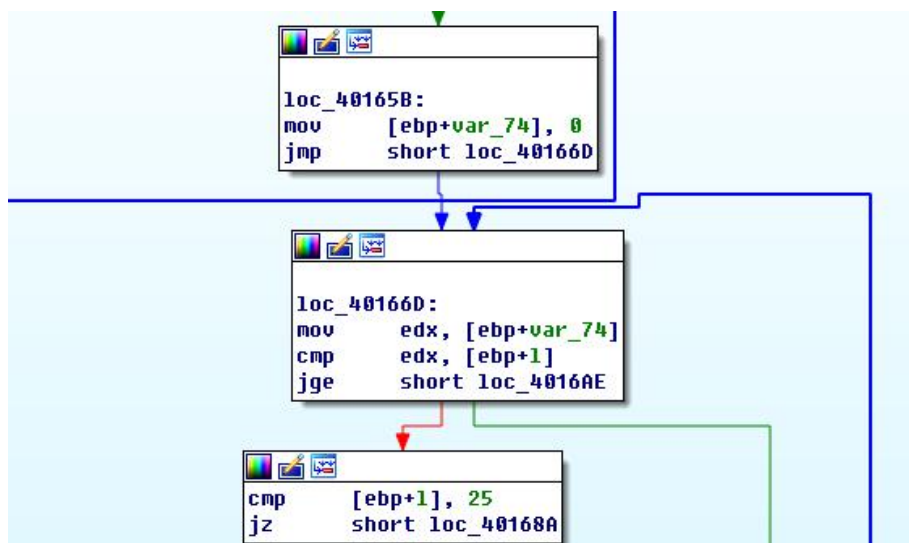 loc_40165B:
mov [ebp+var_74], 0
jmp short loc_40166D
loc_40166D:
mov edx, [ebp+var_74]
cmp edx, [ebp+l]
jge short loc_4016AE
cmp [ebp+l], 25
jz short loc_40168A